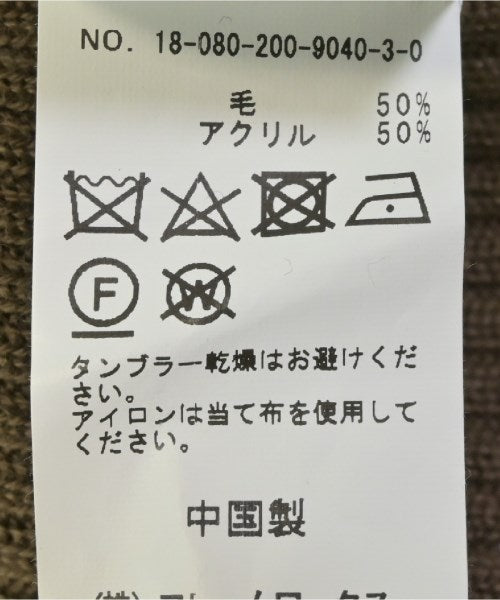 NO. 18-080-200-9040-3-0
毛 50%
アクリル 50%
F
W
タンブラー乾燥はお避けくだ
さい。
アイロンは当て布を使用して
ください。
中国製